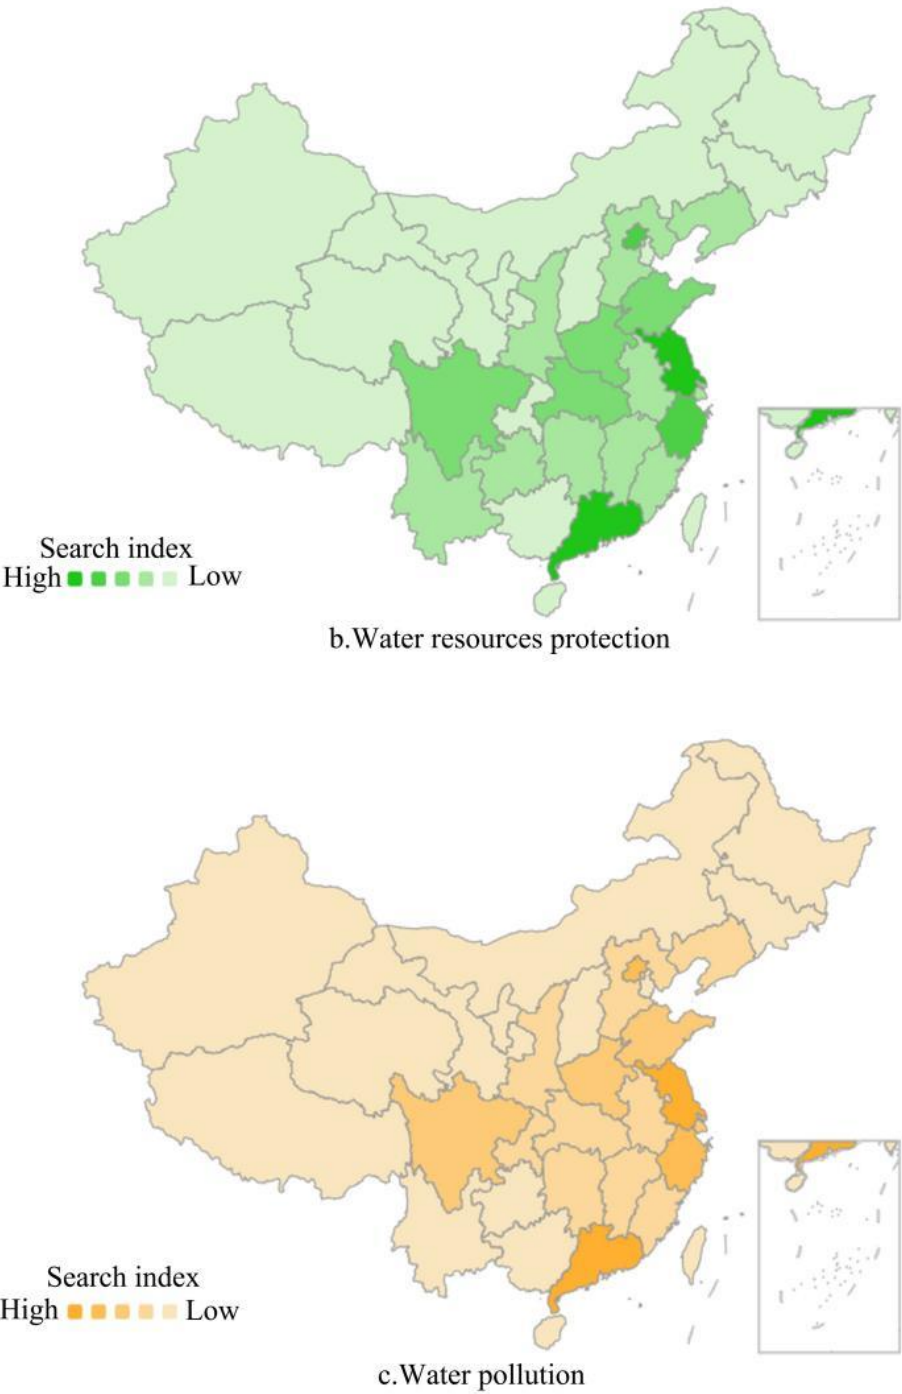 Search index
High Low
b.Water resources protection
Search index
High Low
c.Water pollution